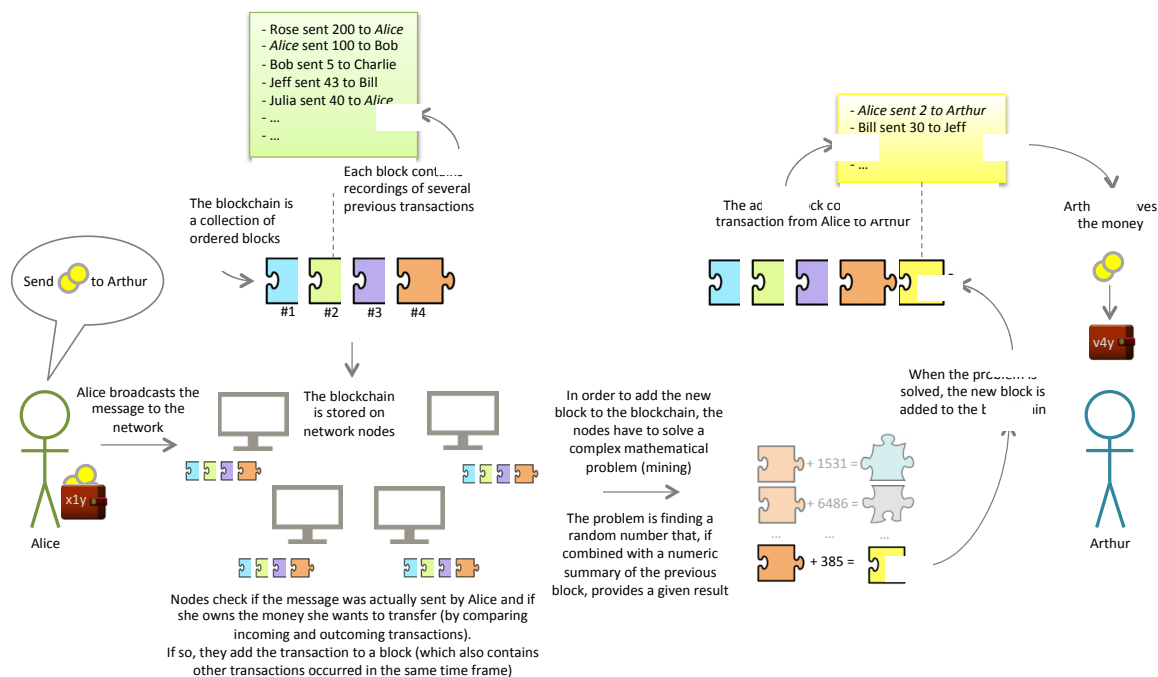 - Rose sent 200 to Alice
- Alice sent 100 to Bob
- Bob sent 5 to Charlie
- Jeff sent 43 to Bill
- Julia sent 40 to Alice
- ...
- ...
Each block
recordings of several
previous transactions
The blockchain is
a collection of
ordered blocks
#1
#2
#3
#4
Send to Arthur
Alice broadcasts the
message to the
network
x1y
Alice
The blockchain
is stored on
network nodes
Nodes check if the message was actually sent by Alice and if
she owns the money she wants to transfer (by comparing
incoming and outcoming transactions).
If so, they add the transaction to a block (which also contains
other transactions occurred in the same time frame)
In order to add the new
block to the blockchain, the
nodes have to solve a
complex mathematical
problem (mining)
The problem is finding a
random number that, if
combined with a numeric
summary of the previous
block, provides a given result
+ 1531 =
+ 6486 =
... ... ...
+ 385 =
When the problem is
solved, the new block is
added to the
- Alice sent 2 to Arthur
- Bill sent 30 to Jeff
- ...
The
transaction from Alice to Arthur
the money
v4y
Arthur